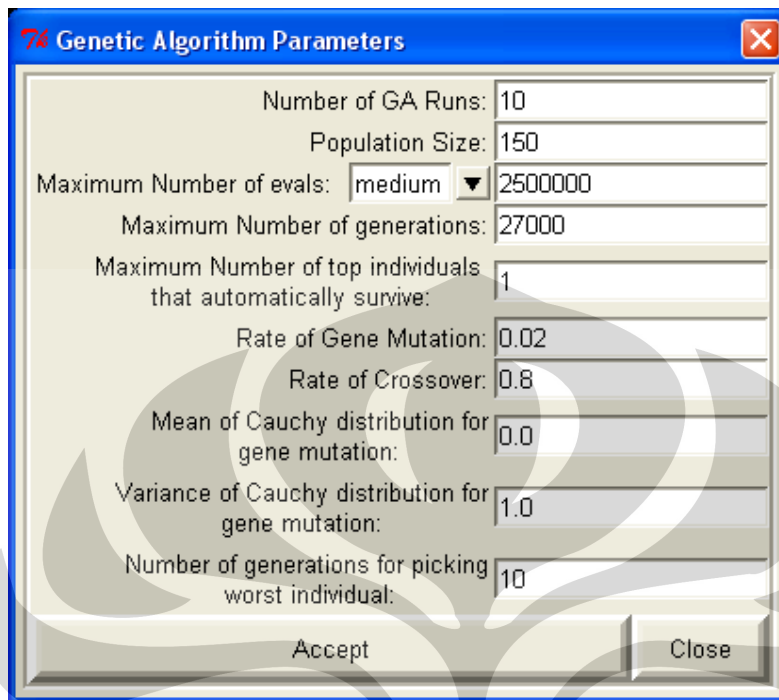 7k Genetic Algorithm Parameters
Number of GA Runs: 10
Population Size: 150
Maximum Number of evals: medium 2500000
Maximum Number of generations: 27000
Maximum Number of top individuals
that automatically survive: 1
Rate of Gene Mutation: 0.02
Rate of Crossover: 0.8
Mean of Cauchy distribution for
gene mutation: 0.0
Variance of Cauchy distribution for
gene mutation: 1.0
Number of generations for picking
worst individual: 10
Accept Close